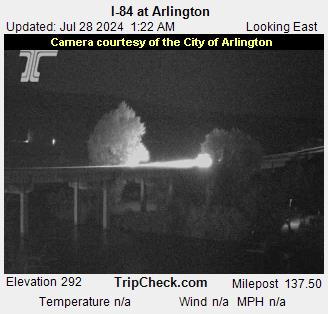 I-84 at Arlington
Updated: Jul 28 2024 1:22 AM Looking East
Camera courtesy of the City of Arlington
Elevation 292 TripCheck.com Milepost 137.50
Temperature n/a Wind n/a MPH n/a